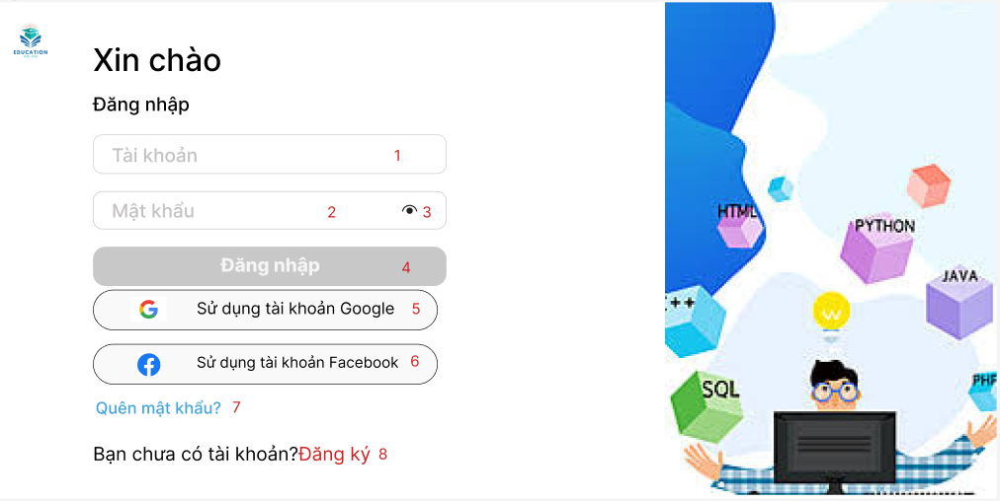 EDUCATION
Xin chào
Đăng nhập
Tài khoản 1
Mật khẩu 2 3
Đăng nhập 4
Sử dụng tài khoản Google 5
Sử dụng tài khoản Facebook 6
Quên mật khẩu? 7
Bạn chưa có tài khoản?Đăng ký 8
HTML
PYTHON
JAVA
C++
SQL
PHP